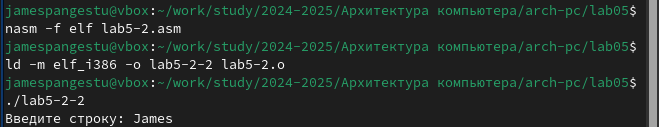 jamespangestu@vbox:~/work/study/2024-2025/Архитектура компьютера/arch-pc/lab05$
nasm -f elf lab5-2.asm
jamespangestu@vbox:~/work/study/2024-2025/Архитектура компьютера/arch-pc/lab05$
ld -m elf_i386 -o lab5-2-2 lab5-2.o
jamespangestu@vbox:~/work/study/2024-2025/Архитектура компьютера/arch-pc/lab05$
./lab5-2-2
Введите строку: James